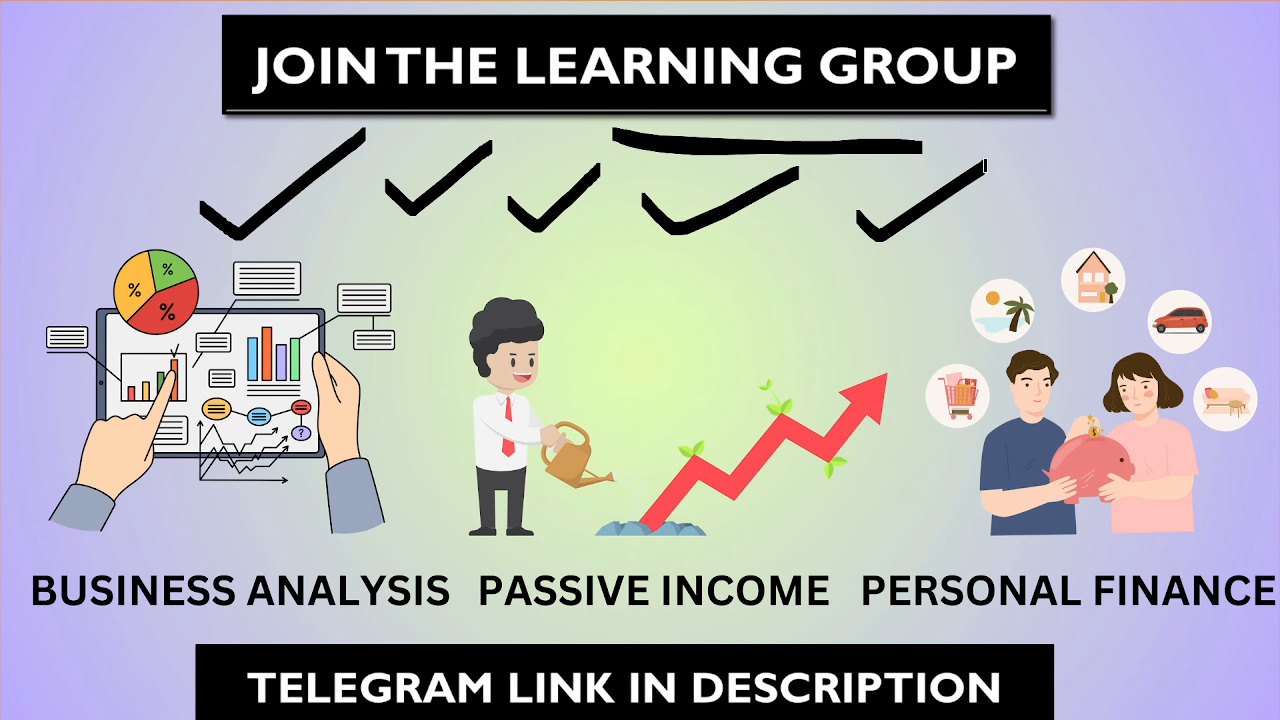 JOIN THE LEARNING GROUP
% %
%
?
BUSINESS ANALYSIS PASSIVE INCOME PERSONAL FINANCE
TELEGRAM LINK IN DESCRIPTION